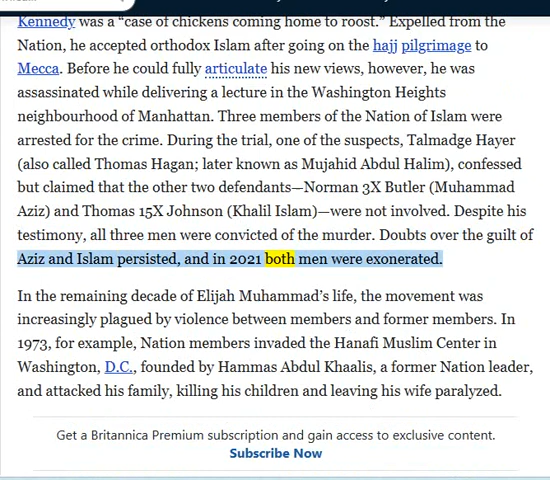 Kennedy was a “case of chickens coming home to roost.” Expelled from the
Nation, he accepted orthodox Islam after going on the hajj pilgrimage to
Mecca. Before he could fully articulate his new views, however, he was
assassinated while delivering a lecture in the Washington Heights
neighbourhood of Manhattan. Three members of the Nation of Islam were
arrested for the crime. During the trial, one of the suspects, Talmadge Hayer
(also called Thomas Hagan; later known as Mujahid Abdul Halim), confessed
but claimed that the other two defendants—Norman 3X Butler (Muhammad
Aziz) and Thomas 15X Johnson (Khalil Islam)—were not involved. Despite his
testimony, all three men were convicted of the murder. Doubts over the guilt of
Aziz and Islam persisted, and in 2021 both men were exonerated.
In the remaining decade of Elijah Muhammad’s life, the movement was
increasingly plagued by violence between members and former members. In
1973, for example, Nation members invaded the Hanafi Muslim Center in
Washington, D.C., founded by Hammas Abdul Khaalis, a former Nation leader,
and attacked his family, killing his children and leaving his wife paralyzed.
Get a Britannica Premium subscription and gain access to exclusive content.
Subscribe Now